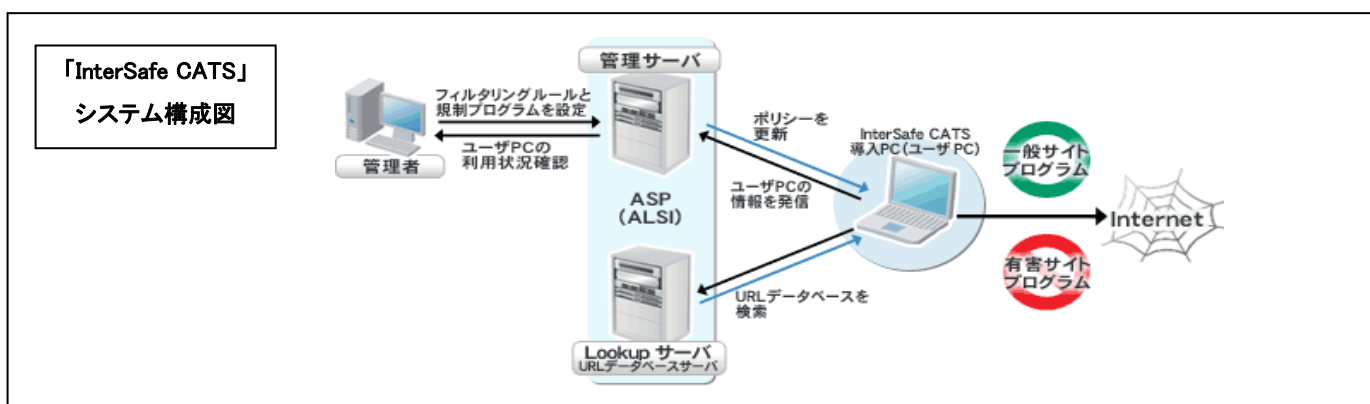 「InterSafe CATS」
システム構成図
管理サーバ
フィルタリングルールと
規制プログラムを設定
ユーザPCの
利用状況確認
管理者
ASP
(ALSI)
ポリシーを
更新
ユーザPCの
情報を発信
InterSafe CATS
導入PC(ユーザPC)
一般サイト
プログラム
Internet
有害サイト
プログラム
URLデータベースを
検索
Lookup サーバ
URLデータベースサーバ